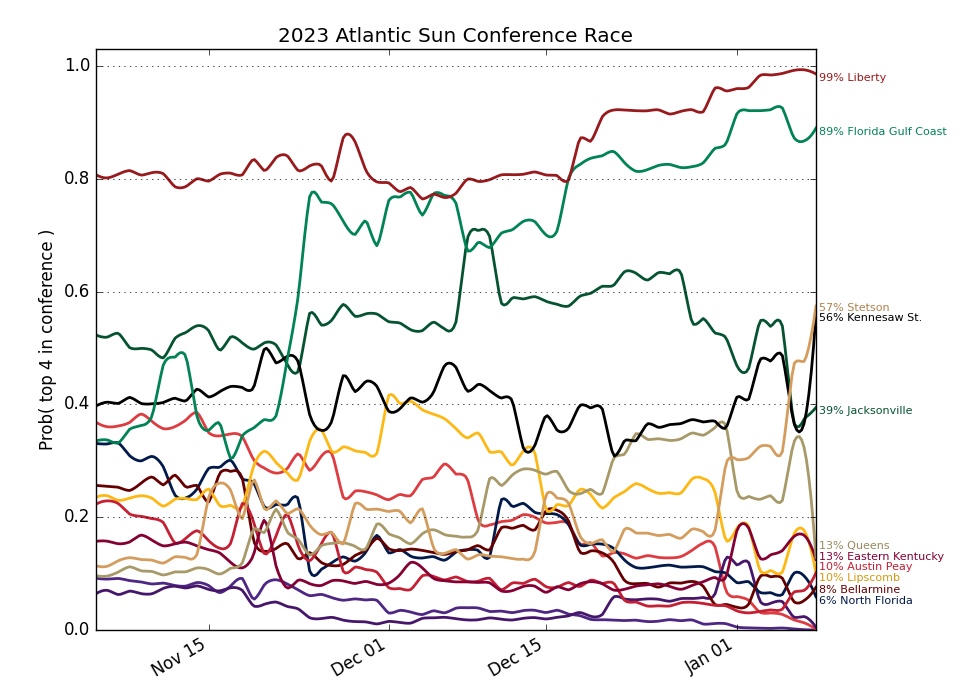 2023 Atlantic Sun Conference Race
Prob( top 4 in conference )
1.0
0.8
0.6
0.4
0.2
0.0
Nov 15
Dec 01
Dec 15
Jan 01
99% Liberty
89% Florida Gulf Coast
57% Stetson
56% Kennesaw St.
39% Jacksonville
13% Queens
13% Eastern Kentucky
10% Austin Peay
10% Lipscomb
8% Bellarmine
6% North Florida